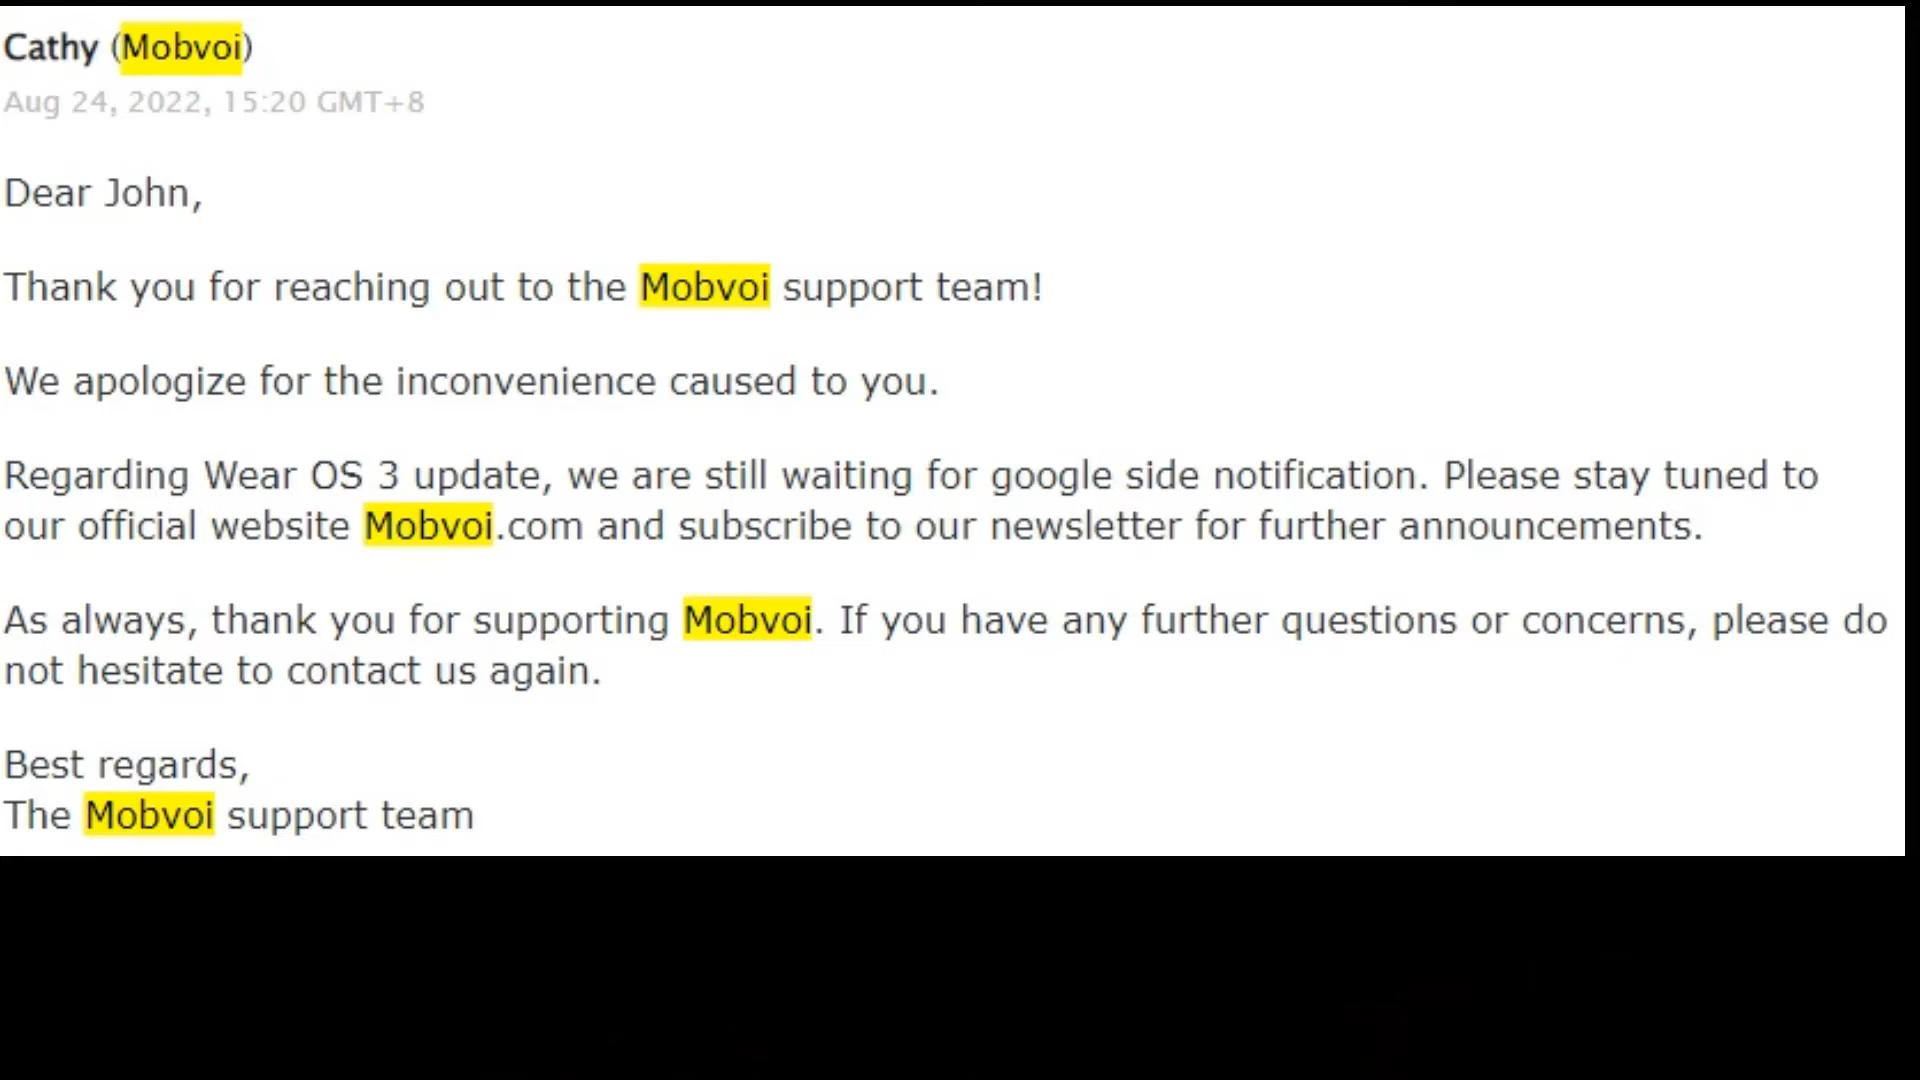 Cathy (Mobvoi)
Aug 24, 2022, 15:20 GMT+8
Dear John,
Thank you for reaching out to the Mobvoi support team!
We apologize for the inconvenience caused to you.
Regarding Wear OS 3 update, we are still waiting for google side notification. Please stay tuned to
our official website Mobvoi.com and subscribe to our newsletter for further announcements.
As always, thank you for supporting Mobvoi. If you have any further questions or concerns, please do
not hesitate to contact us again.
Best regards,
The Mobvoi support team